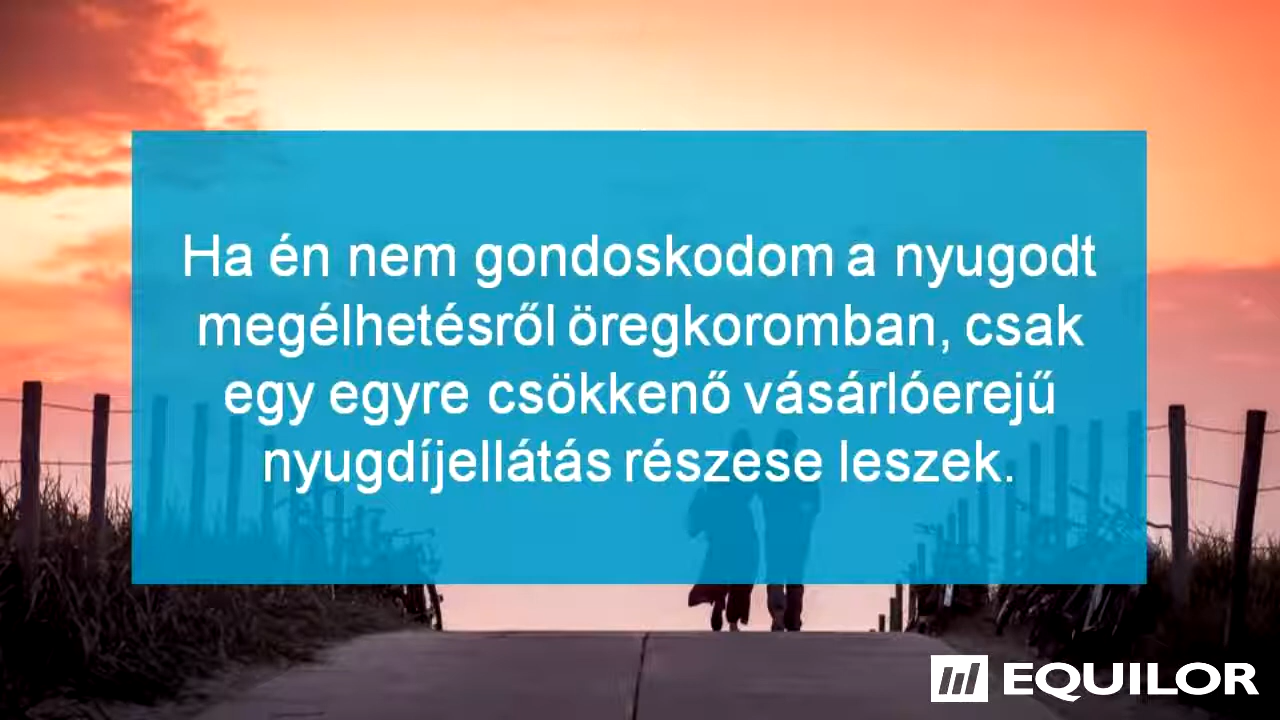 Ha én nem gondoskodom a nyugodt
megélhetésről öregkoromban, csak
egy egyre csökkenő vásárlóerejű
nyugdíjellátás részese leszek.
EQUILOR